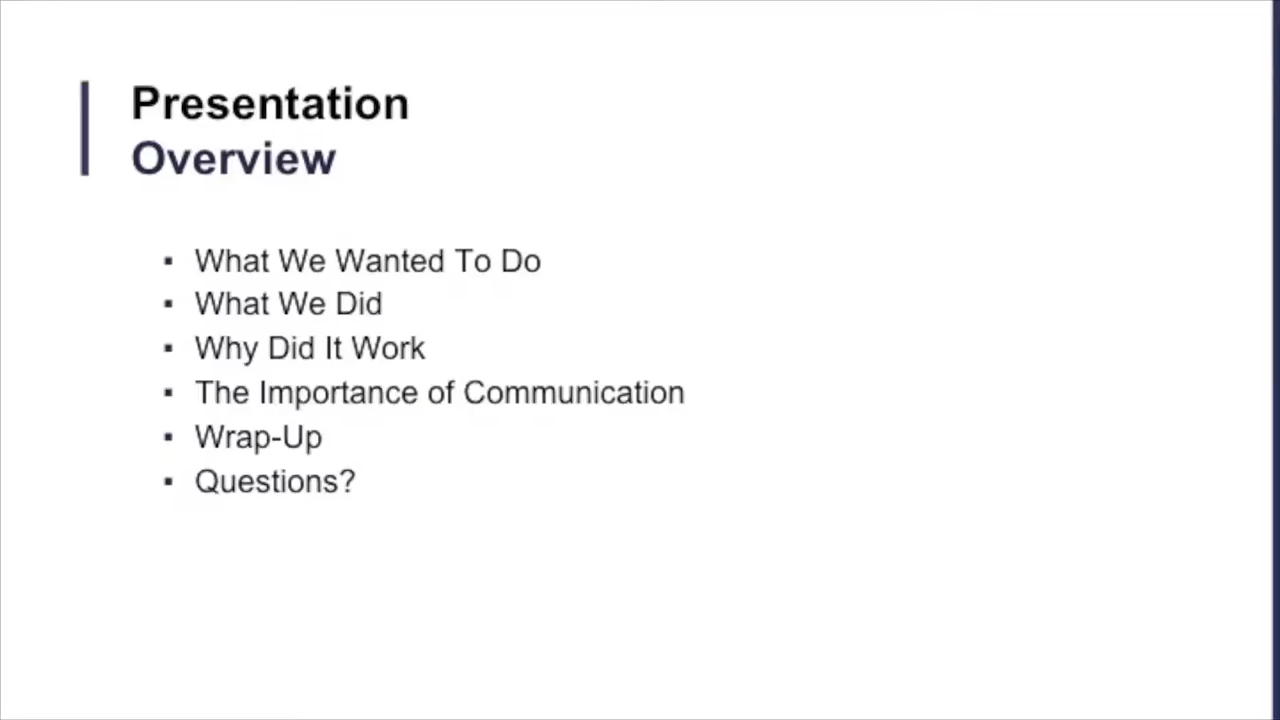 Presentation
Overview
▪ What We Wanted To Do
▪ What We Did
▪ Why Did It Work
▪ The Importance of Communication
▪ Wrap-Up
▪ Questions?